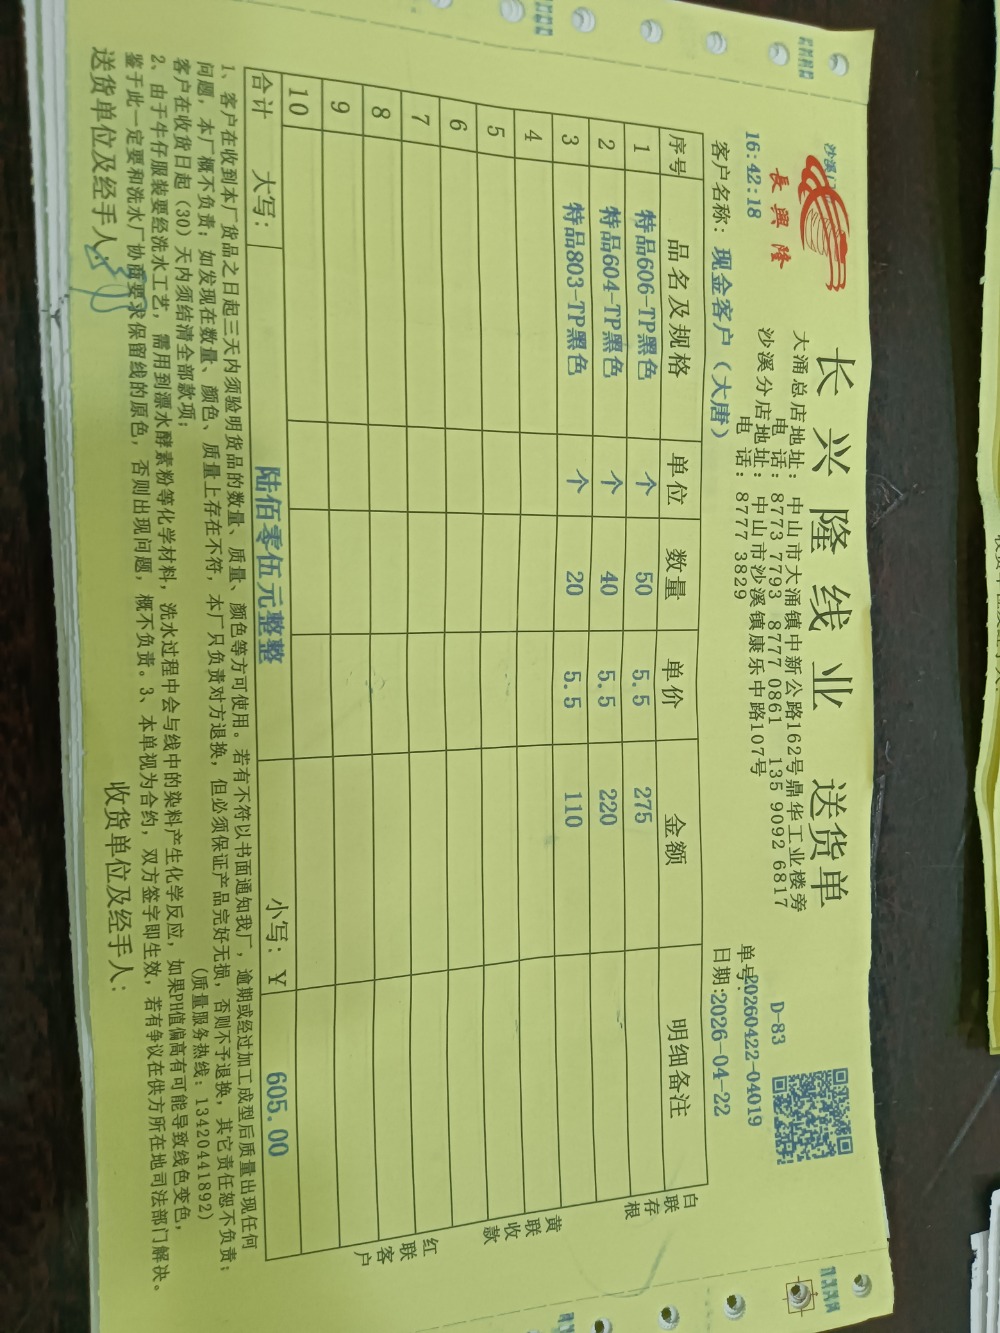 長興隆
长兴隆线业 送货单
大涌总店地址: 中山市大涌镇中新公路162号鼎华工业楼旁
电 话: 8773 7793 8777 0861 135 9092 6817
沙溪分店地址: 中山市沙溪镇康乐中路107号
电 话: 8777 3829
D-83
16:42:18
单号:20260422-04019
客户名称: 现金客户（大唐）
日期:2026-04-22
序号 品名及规格 单位 数量 单价 金额 明细备注
1 特品606-TP黑色 个 50 5.5 275
2 特品604-TP黑色 个 40 5.5 220
3 特品803-TP黑色 个 20 5.5 110
4
5
6
7
8
9
10
合计 大写: 陆佰零伍元整整 小写: ¥ 605.00
白联存根
黄联收款
红联客户
1、客户在收到本厂货品之日起三天内须验明货品的数量、质量、颜色等方可使用。若有不符以书面通知我厂，逾期或经过加工成型后质量出现任何
问题，本厂概不负责；如发现在数量、颜色、质量上存在不符，本厂只负责对方退换，但必须保证产品完好无损，否则不予退换，其它责任恕不负责；
客户在收货日起（30）天内须结清全部款项； (质量服务热线: 13420441892)
2、由于牛仔服装要经洗水工艺，需用到漂水酵素粉等化学材料，洗水过程中会与线中的染料产生化学反应，如果PH值偏高有可能导致线色变色，
鉴于此一定要和洗水厂协商要求保留线的原色，否则出现问题，概不负责。3、本单视为合约，双方签字即生效，若有争议在供方所在地司法部门解决。
送货单位及经手人: 收货单位及经手人: